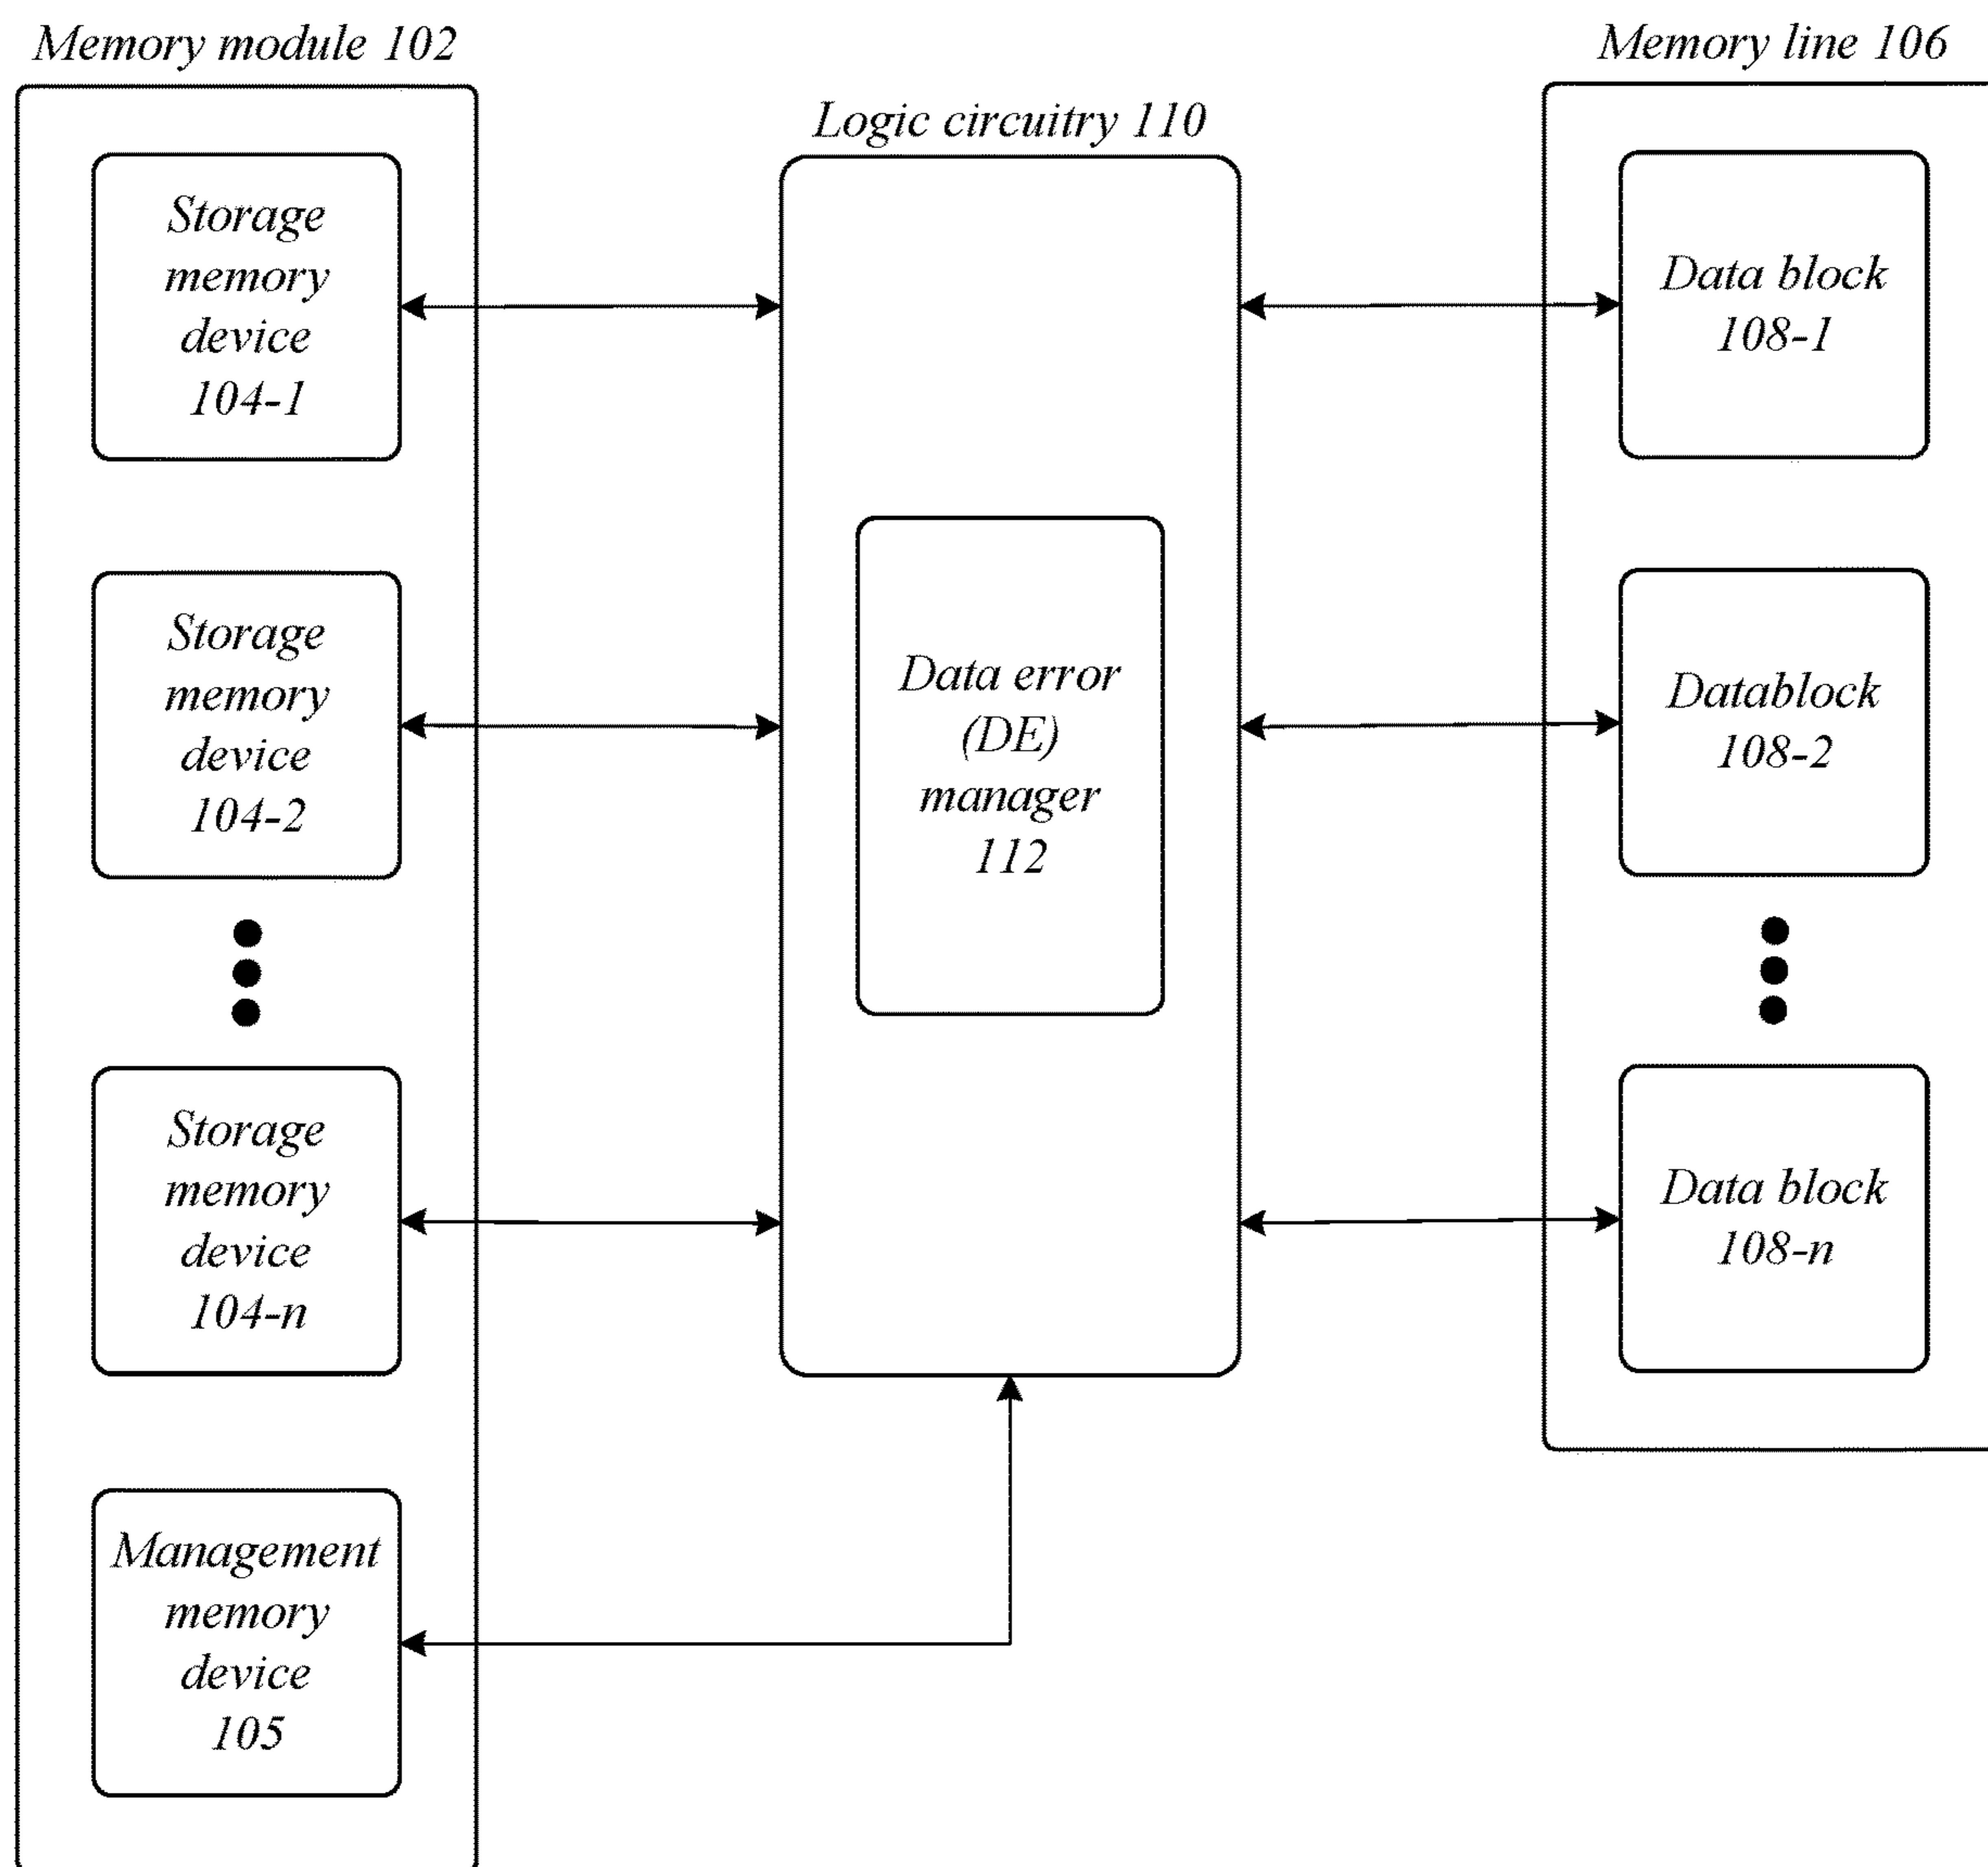 Memory module 102
Storage
memory
device
104-1
Storage
memory
device
104-2
Storage
memory
device
104-n
Management
memory
device
105
Logic circuitry 110
Data error
(DE)
manager
112
Memory line 106
Data block
108-1
Datablock
108-2
Data block
108-n